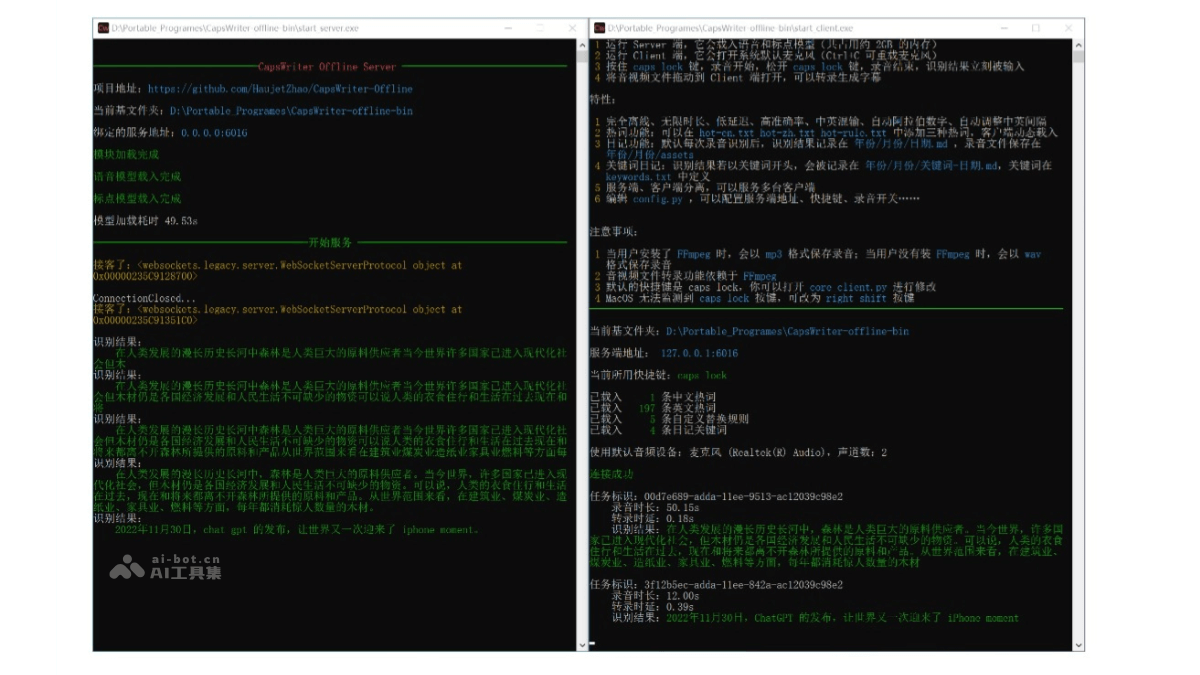 D:\Portable_Programes\CapsWriter-offline-bin\start_server.exe
CapsWriter Offline Server
项目地址：https://github.com/HaujetZhao/CapsWriter-Offline
当前基文件夹：D:\Portable_Programes\CapsWriter-offline-bin
绑定的服务地址：0.0.0.0:6016
模块加载完成
语音模型载入完成
标点模型载入完成
模型加载耗时 49.53s
开始服务
接客了：<websockets.legacy.server.WebSocketServerProtocol object at
0x00000235C9128700>
ConnectionClosed...
接客了：<websockets.legacy.server.WebSocketServerProtocol object at
0x00000235C91351C0>
识别结果：
在人类发展的漫长历史长河中森林是人类巨大的原料供应者当今世界许多国家已进入现代化社
会但木
识别结果：
在人类发展的漫长历史长河中森林是人类巨大的原料供应者当今世界许多国家已进入现代化社
会但木材仍是各国经济发展和人民生活不可缺少的物资可以说人类的衣食住行和生活在过去现在和
将
识别结果：
在人类发展的漫长历史长河中森林是人类巨大的原料供应者当今世界许多国家已进入现代化社
会但木材仍是各国经济发展和人民生活不可缺少的物资可以说人类的衣食住行和生活在过去现在和
将来都离不开森林所提供的原料和产品从世界范围来看在建筑业煤炭业造纸业家具业燃料等方面每
识别结果：
在人类发展的漫长历史长河中，森林是人类巨大的原料供应者。当今世界，许多国家已进入现
代化社会，但木材仍是各国经济发展和人民生活不可缺少的物资。可以说，人类的衣食住行和生活
在过去，现在和将来都离不开森林所提供的原料和产品。从世界范围来看，在建筑业、煤炭业、造
纸业、家具业、燃料等方面，每年都消耗惊人数量的木材。
识别结果：
2022年11月30日，chat gpt 的发布，让世界又一次迎来了 iphone moment.
ai-bot.cn
AI工具集
D:\Portable_Programes\CapsWriter-offline-bin\start_client.exe
1 运行 Server 端，它会载入语音和标点模型（共占用约 2GB 的内存）
2 运行 Client 端，它会打开系统默认麦克风（Ctrl+C 可重载麦克风）
3 按住 caps lock 键，录音开始，松开 caps lock 键，录音结束，识别结果立刻被输入
4 将音视频文件拖动到 Client 端打开，可以转录生成字幕
特性：
1 完全离线、无限时长、低延迟、高准确率、中英混输、自动阿拉伯数字、自动调整中英间隔
2 热词功能：可以在 hot-en.txt hot-zh.txt hot-rule.txt 中添加三种热词，客户端动态载入
3 日记功能：默认每次录音识别后，识别结果记录在 年份/月份/日期.md ，录音文件保存在
年份/月份/assets
4 关键词日记：识别结果若以关键词开头，会被记录在 年份/月份/关键词-日期.md，关键词在
keywords.txt 中定义
5 服务端、客户端分离，可以服务多台客户端
6 编辑 config.py ，可以配置服务端地址、快捷键、录音开关……
注意事项：
1 当用户安装了 FFmpeg 时，会以 mp3 格式保存录音；当用户没有装 FFmpeg 时，会以 wav
格式保存录音
2 音视频文件转录功能依赖于 FFmpeg
3 默认的快捷键是 caps lock，你可以打开 core_client.py 进行修改
4 MacOS 无法监测到 caps lock 按键，可改为 right shift 按键
当前基文件夹：D:\Portable_Programes\CapsWriter-offline-bin
服务端地址： 127.0.0.1:6016
当前所用快捷键：caps lock
已载入 1 条中文热词
已载入 197 条英文热词
已载入 5 条自定义替换规则
已载入 4 条日记关键词
使用默认音频设备：麦克风 (Realtek(R) Audio)，声道数：2
连接成功
任务标识：00d7e689-adda-11ee-9513-ac12039c98e2
录音时长：50.15s
转录时延：0.18s
识别结果：在人类发展的漫长历史长河中，森林是人类巨大的原料供应者。当今世界，许多国
家已进入现代化社会，但木材仍是各国经济发展和人民生活不可缺少的物资。可以说，人类的衣食
住行和生活在过去，现在和将来都离不开森林所提供的原料和产品。从世界范围来看，在建筑业、
煤炭业、造纸业、家具业、燃料等方面，每年都消耗惊人数量的木材
任务标识：3f12b5ec-adda-11ee-842a-ac12039c98e2
录音时长：12.00s
转录时延：0.39s
识别结果：2022年11月30日，ChatGPT 的发布，让世界又一次迎来了 iPhone moment